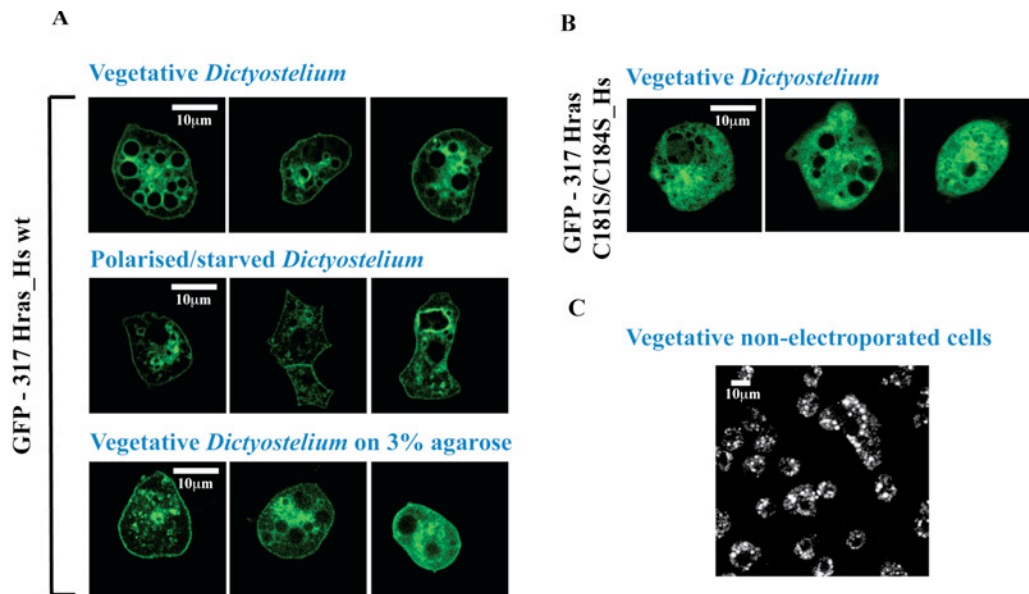 A
Vegetative Dictyostelium
10µm
GFP - 317 Hras_Hs wt
Polarised/starved Dictyostelium
10µm
Vegetative Dictyostelium on 3% agarose
10µm
B
Vegetative Dictyostelium
10µm
GFP - 317 Hras
C181S/C184S_Hs
C
Vegetative non-electroporated cells
10µm